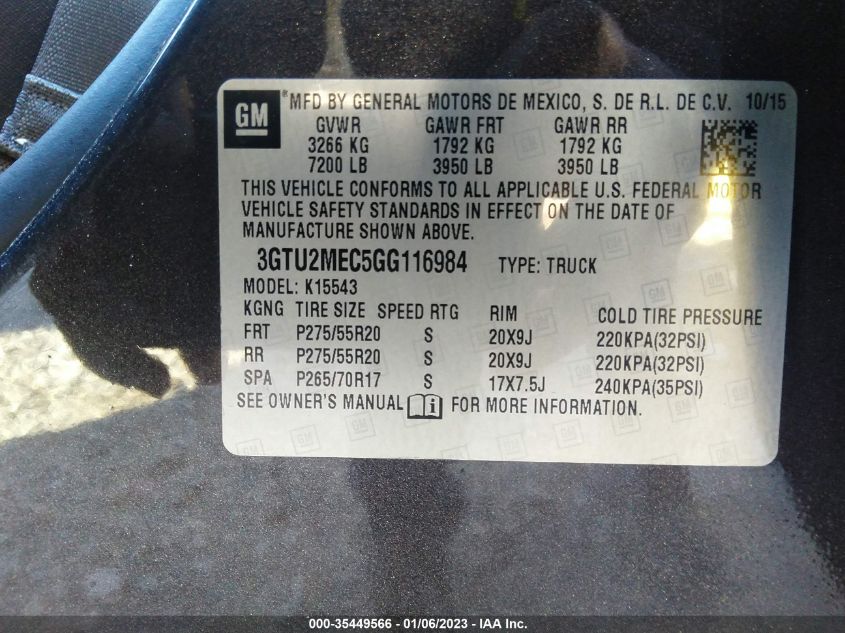 GM ® MFD BY GENERAL MOTORS DE MEXICO, S. DE R.L. DE C.V. 10/15
GVWR GAWR FRT GAWR RR
3266 KG 1792 KG 1792 KG
7200 LB 3950 LB 3950 LB
THIS VEHICLE CONFORMS TO ALL APPLICABLE U.S. FEDERAL MOTOR
VEHICLE SAFETY STANDARDS IN EFFECT ON THE DATE OF
MANUFACTURE SHOWN ABOVE.
3GTU2MEC5GG116984 TYPE: TRUCK
MODEL: K15543
KGNG TIRE SIZE SPEED RTG RIM COLD TIRE PRESSURE
FRT P275/55R20 S 20X9J 220KPA(32PSI)
RR P275/55R20 S 20X9J 220KPA(32PSI)
SPA P265/70R17 S 17X7.5J 240KPA(35PSI)
SEE OWNER'S MANUAL i FOR MORE INFORMATION.
000-35449566 - 01/06/2023 - © IAA Inc.